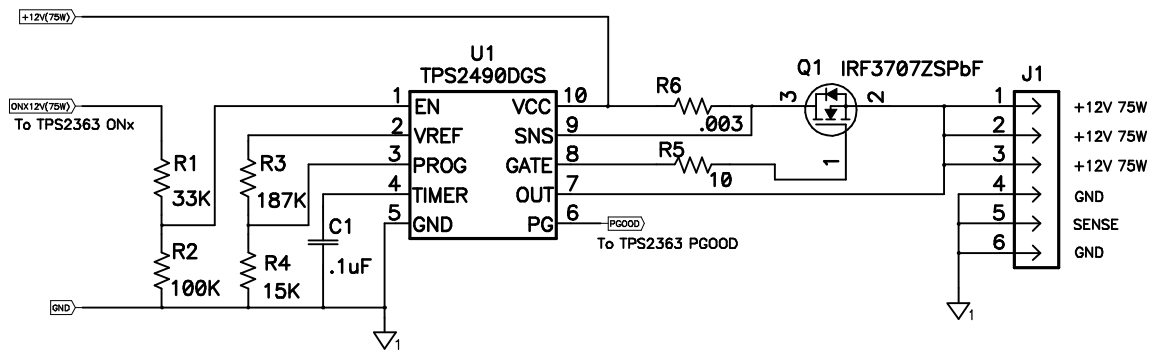 +12V(75W)
U1
TPS2490DGS
Q1 IRF3707ZSPbF
J1
ONX12V(75W)
To TPS2363 ONx
R1
33K
R2
100K
R3
187K
R4
15K
C1
.1uF
1 EN
2 VREF
3 PROG
4 TIMER
5 GND
VCC 10
SNS 9
GATE 8
OUT 7
PG 6
R6
.003
R5
10
3
2
1
PGOOD
To TPS2363 PGOOD
1 +12V 75W
2 +12V 75W
3 +12V 75W
4 GND
5 SENSE
6 GND
GND
1
1